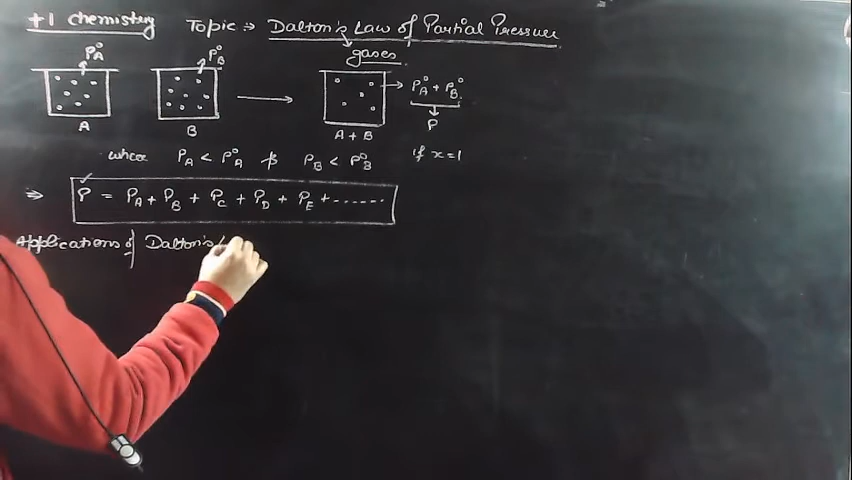 +1 chemistry Topic :→ Dalton's Law of Partial Pressure
gases
P°A P°B P°A + P°B
P
A B A + B
where PA < P°A & PB < P°B if x=1
⇒ P = PA + PB + PC + PD + PE + ......
Applications of Dalton's